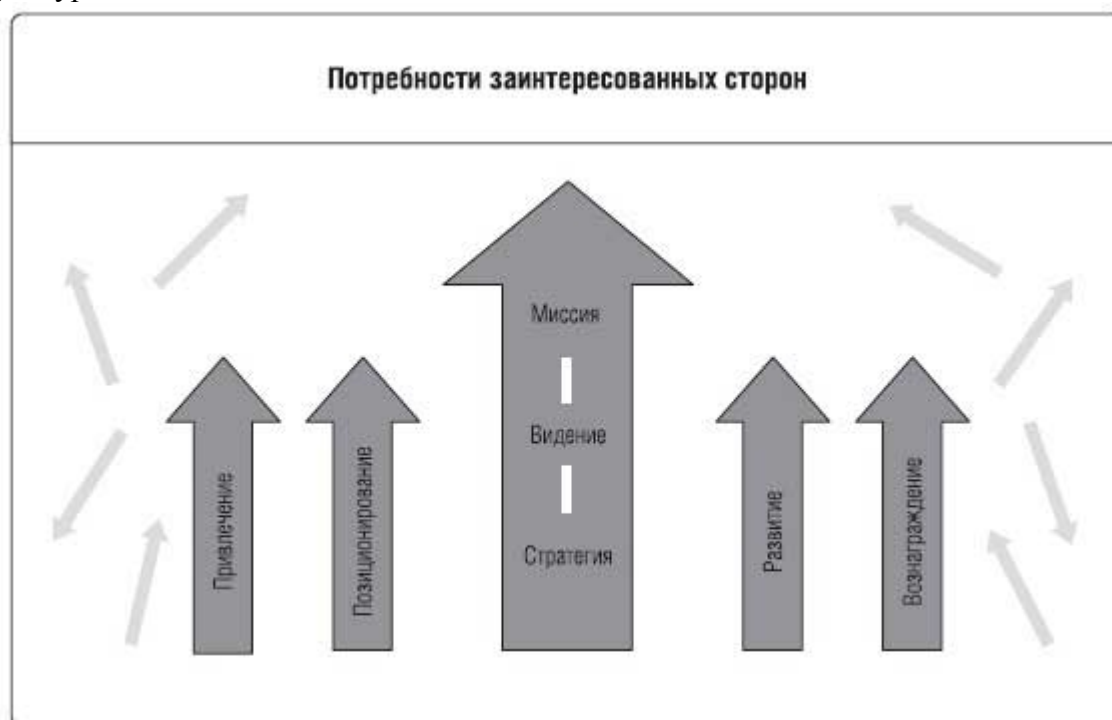 Потребности заинтересованных сторон
Миссия
Видение
Стратегия
Привлечение
Позиционирование
Развитие
Вознаграждение